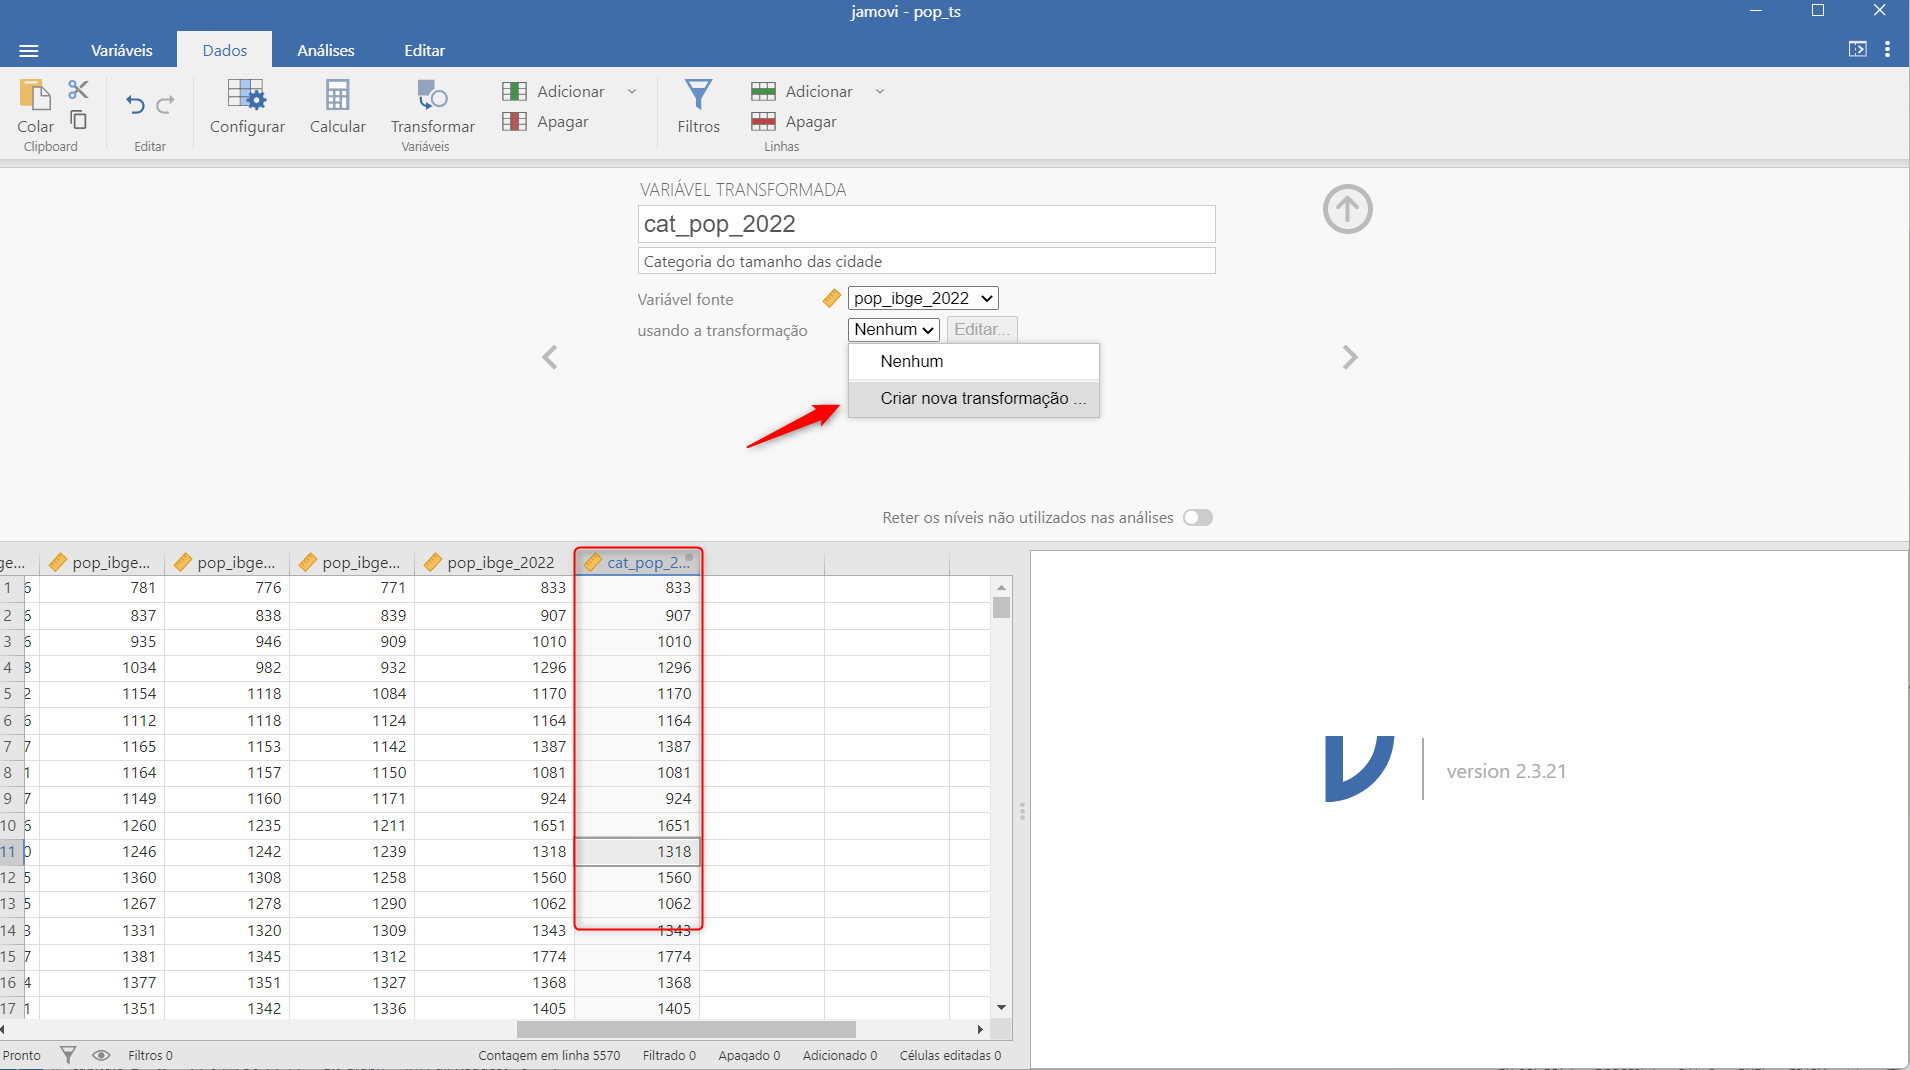 jamovi - pop_ts
Variáveis Dados Análises Editar
Colar Configurar Calcular Transformar Adicionar Apagar Filtros Adicionar Apagar
Clipboard Editar Variáveis Linhas
VARIÁVEL TRANSFORMADA
cat_pop_2022
Categoria do tamanho das cidade
Variável fonte pop_ibge_2022
usando a transformação Nenhum Editar...
Nenhum
Criar nova transformação ...
Reter os níveis não utilizados nas análises
ge... pop_ibge... pop_ibge... pop_ibge... pop_ibge_2022 cat_pop_2...
1 6 781 776 771 833 833
2 6 837 838 839 907 907
3 6 935 946 909 1010 1010
4 8 1034 982 932 1296 1296
5 2 1154 1118 1084 1170 1170
6 6 1112 1118 1124 1164 1164
7 7 1165 1153 1142 1387 1387
8 1 1164 1157 1150 1081 1081
9 7 1149 1160 1171 924 924
10 6 1260 1235 1211 1651 1651
11 0 1246 1242 1239 1318 1318
12 5 1360 1308 1258 1560 1560
13 5 1267 1278 1290 1062 1062
14 3 1331 1320 1309 1343 1343
15 7 1381 1345 1312 1774 1774
16 4 1377 1351 1327 1368 1368
17 1 1351 1342 1336 1405 1405
version 2.3.21
Pronto Filtros 0 Contagem em linha 5570 Filtrado 0 Apagado 0 Adicionado 0 Células editadas 0